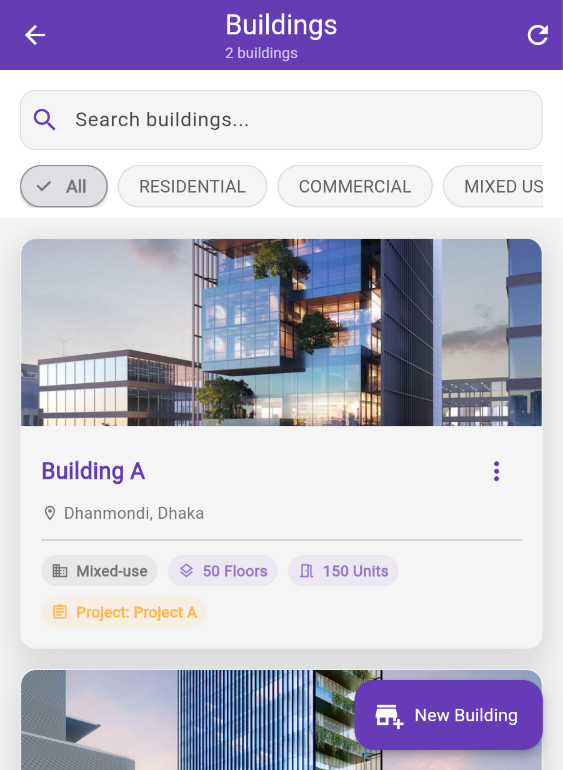 Buildings
2 buildings
Search buildings...
All
RESIDENTIAL
COMMERCIAL
MIXED US
Building A
Dhanmondi, Dhaka
Mixed-use
50 Floors
150 Units
Project: Project A
New Building